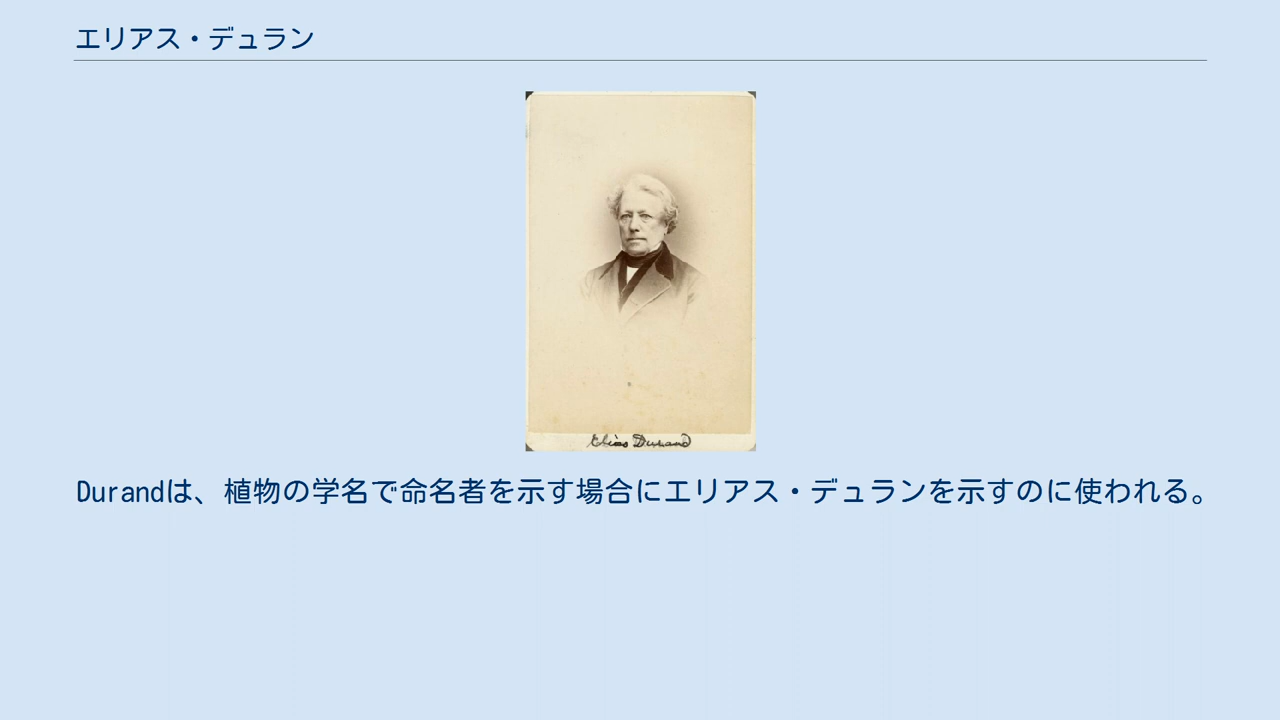 エリアス・デュラン
Elias Durand
Durandは、植物の学名で命名者を示す場合にエリアス・デュランを示すのに使われる。